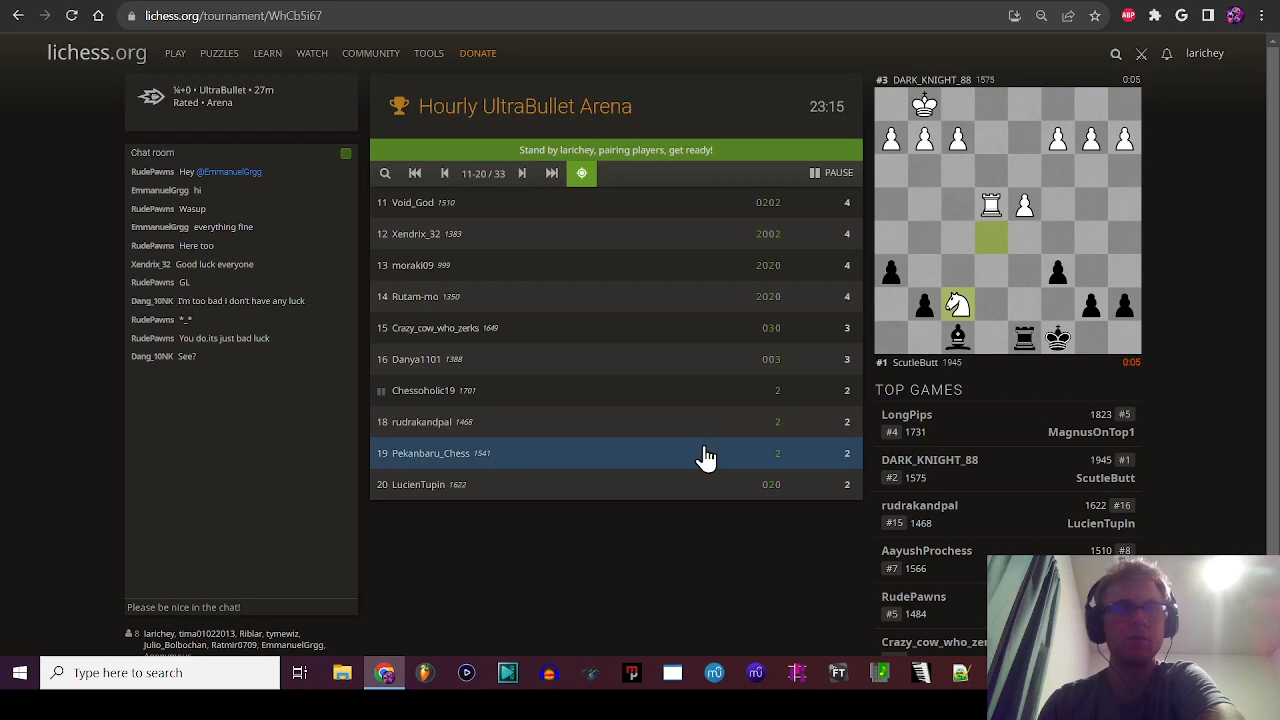 lichess.org/tournament/WhCb5i67
lichess.org PLAY PUZZLES LEARN WATCH COMMUNITY TOOLS DONATE larichey
¼+0 • UltraBullet • 27m
Rated • Arena
Chat room
RudePawns Hey @EmmanuelGrgg
EmmanuelGrgg hi
RudePawns Wasup
EmmanuelGrgg everything fine
RudePawns Here too
Xendrix_32 Good luck everyone
RudePawns GL
Dang_10NK I'm too bad I don't have any luck
RudePawns *_*
RudePawns You do.its just bad luck
Dang_10NK See?
Please be nice in the chat!
8 larichey, tima01022013, Riblar, tymewiz,
Julio_Bolbochan, Ratmir0709, EmmanuelGrgg,
Hourly UltraBullet Arena 23:15
Stand by larichey, pairing players, get ready!
11-20 / 33 PAUSE
11 Void_God 1510 0202 4
12 Xendrix_32 1383 2002 4
13 moraki09 999 2020 4
14 Rutam-mo 1350 2020 4
15 Crazy_cow_who_zerks 1649 030 3
16 Danya1101 1388 003 3
Chessoholic19 1701 2 2
18 rudrakandpal 1468 2 2
19 Pekanbaru_Chess 1541 2 2
20 LucienTupin 1622 020 2
#3 DARK_KNIGHT_88 1575 0:05
#1 ScutleButt 1945 0:05
TOP GAMES
LongPips 1823 #5
#4 1731 MagnusOnTop1
DARK_KNIGHT_88 1945 #1
#2 1575 ScutleButt
rudrakandpal 1622 #16
#15 1468 LucienTupin
AayushProchess 1510 #8
#7 1566
RudePawns
#5 1484
Crazy_cow_who_zer
Type here to search